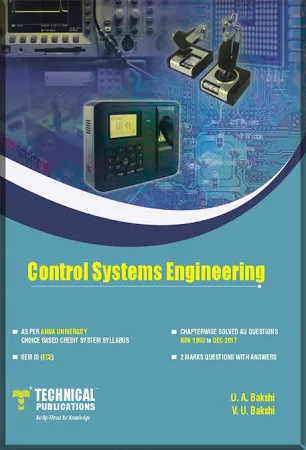 Control Systems Engineering
AS PER ANNA UNIVERSITY
CHOICE BASED CREDIT SYSTEM SYLLABUS
SEM III (ECE)
CHAPTERWISE SOLVED AU QUESTIONS
NOV 1993 to DEC 2017
2 MARKS QUESTIONS WITH ANSWERS
TECHNICAL
PUBLICATIONS
An Up-Thrust for Knowledge
U. A. Bakshi
V. U. Bakshi